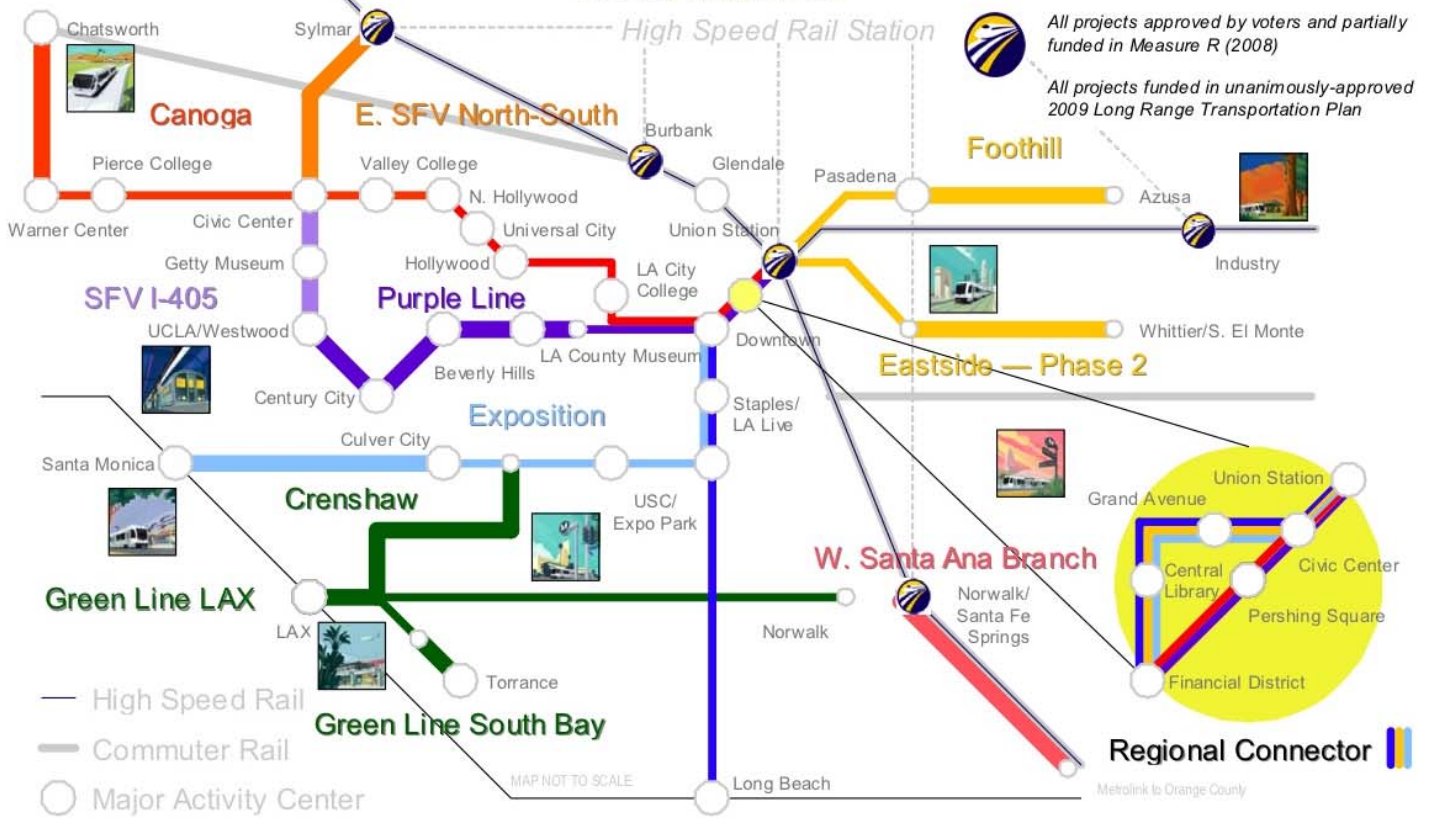 Chatsworth
Sylmar
High Speed Rail Station
All projects approved by voters and partially
funded in Measure R (2008)
All projects funded in unanimously-approved
2009 Long Range Transportation Plan
Canoga
E. SFV North-South
Burbank
Foothill
Pierce College
Valley College
Glendale
Pasadena
Azusa
N. Hollywood
Warner Center
Civic Center
Universal City
Union Station
Getty Museum
Hollywood
LA City
College
Industry
SFV I-405
Purple Line
UCLA/Westwood
LA County Museum
Downtown
Whittier/S. El Monte
Eastside — Phase 2
Beverly Hills
Century City
Exposition
Staples/
LA Live
Culver City
Santa Monica
Crenshaw
USC/
Expo Park
Union Station
Grand Avenue
W. Santa Ana Branch
Civic Center
Central
Library
Green Line LAX
Norwalk/
Santa Fe
Springs
Pershing Square
LAX
Norwalk
Torrance
Financial District
High Speed Rail
Green Line South Bay
Commuter Rail
Regional Connector
MAP NOT TO SCALE
Long Beach
Metrolink to Orange County
Major Activity Center